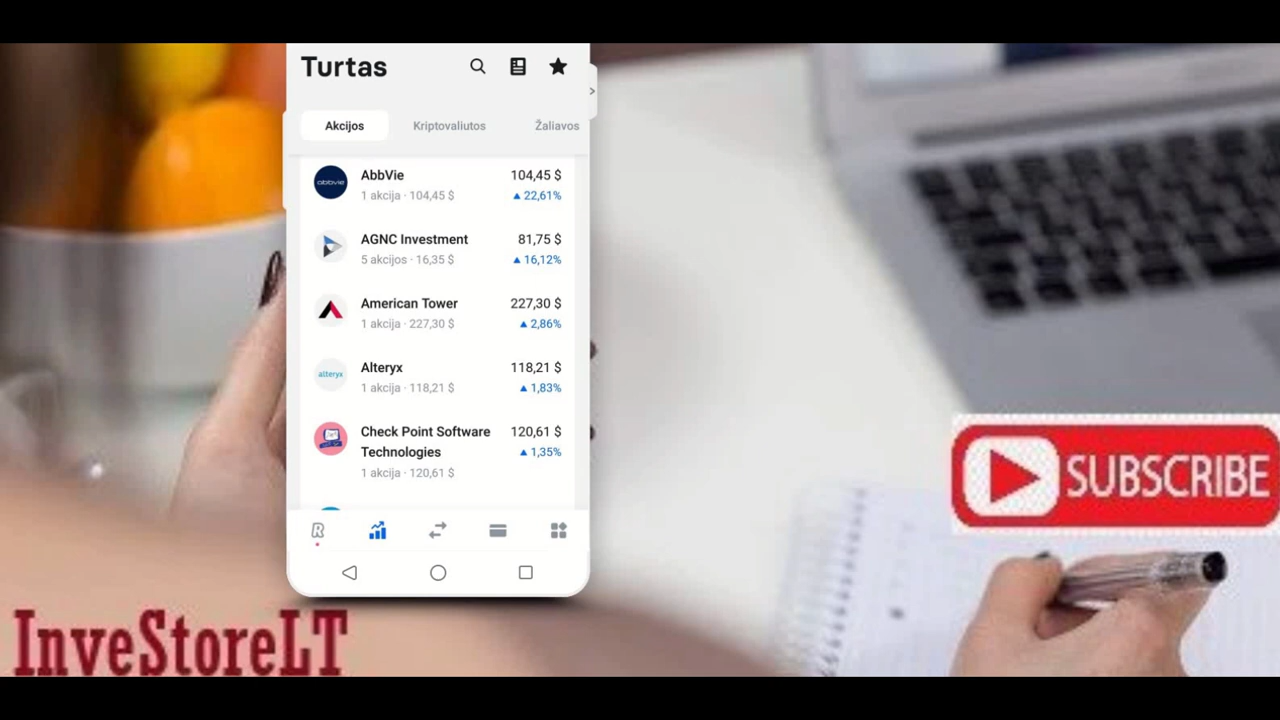 Turtas
Akcijos Kriptovaliutos Žaliavos
abbvie
AbbVie 104,45 $
1 akcija · 104,45 $ ▲ 22,61%
AGNC Investment 81,75 $
5 akcijos · 16,35 $ ▲ 16,12%
American Tower 227,30 $
1 akcija · 227,30 $ ▲ 2,86%
alteryx
Alteryx 118,21 $
1 akcija · 118,21 $ ▲ 1,83%
Check Point Software 120,61 $
Technologies ▲ 1,35%
1 akcija · 120,61 $
SUBSCRIBE
InveStoreLT